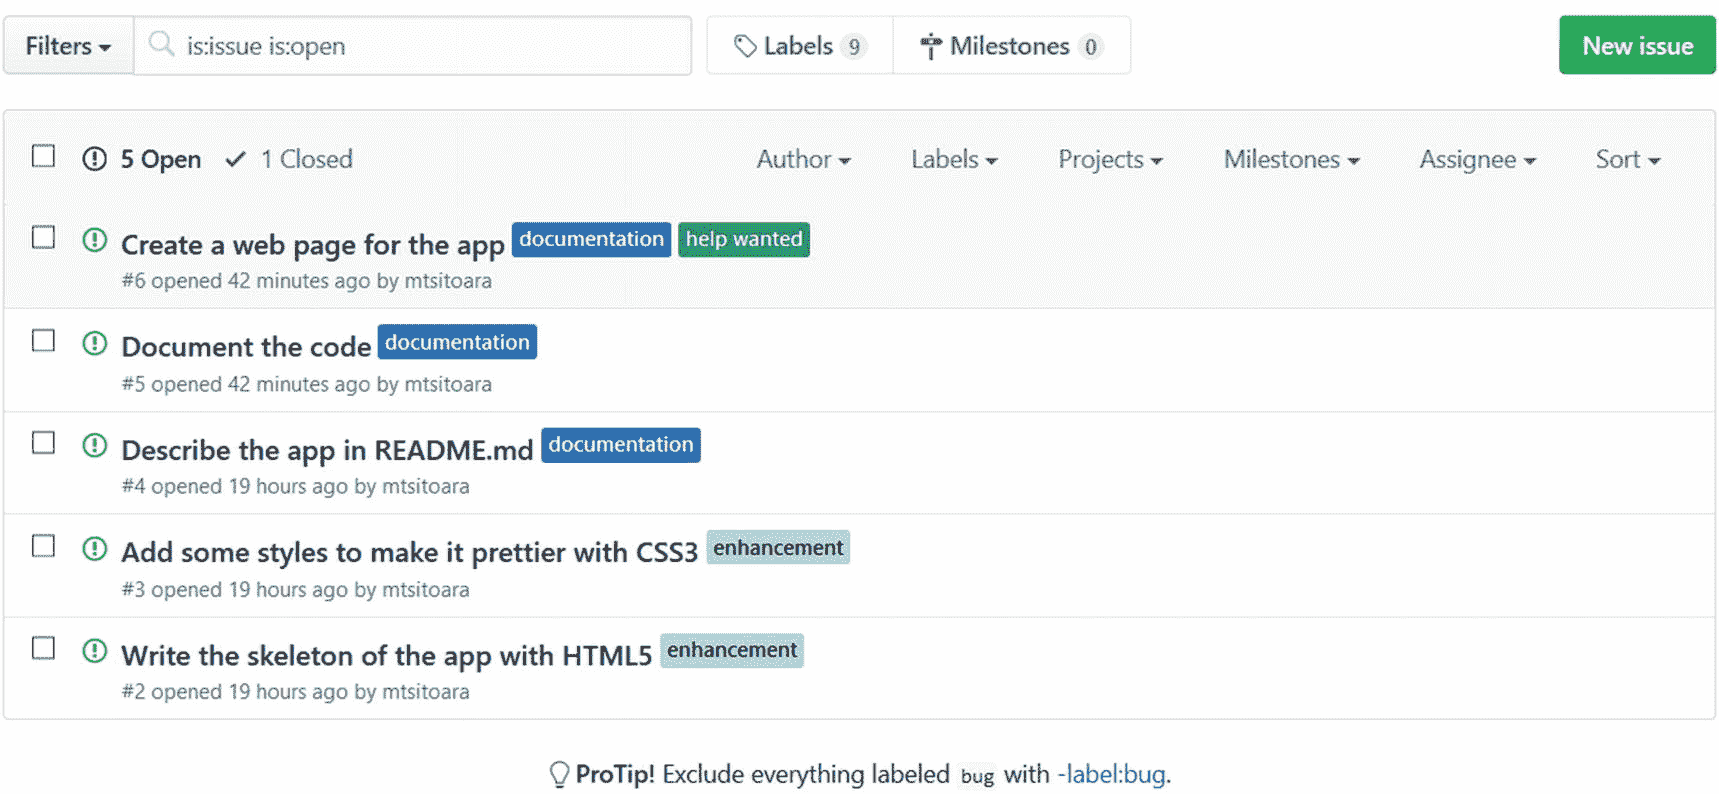 Filters is:issue is:open Labels 9 Milestones 0 New issue
5 Open 1 Closed Author Labels Projects Milestones Assignee Sort
Create a web page for the app documentation help wanted
#6 opened 42 minutes ago by mtsitoara
Document the code documentation
#5 opened 42 minutes ago by mtsitoara
Describe the app in README.md documentation
#4 opened 19 hours ago by mtsitoara
Add some styles to make it prettier with CSS3 enhancement
#3 opened 19 hours ago by mtsitoara
Write the skeleton of the app with HTML5 enhancement
#2 opened 19 hours ago by mtsitoara
ProTip! Exclude everything labeled bug with -label:bug.